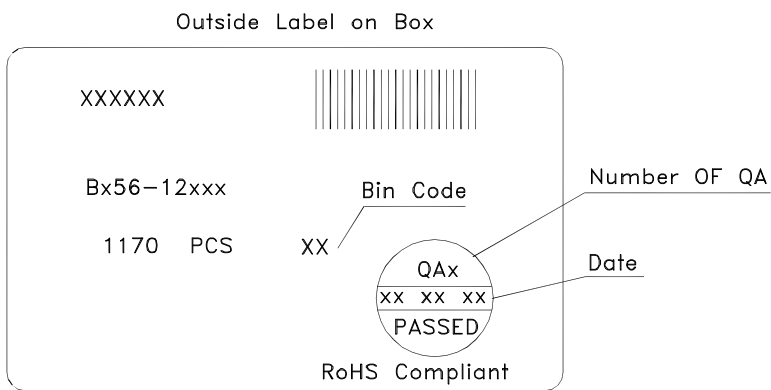 Outside Label on Box
XXXXXX
Bx56-12xxx
Bin Code
Number OF QA
1170 PCS
XX
QAx
Date
xx xx xx
PASSED
RoHS Compliant